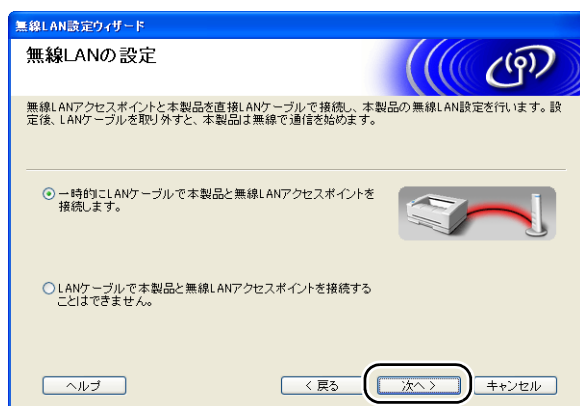 無線LAN設定ウィザード
無線LANの設定
無線LANアクセスポイントと本製品を直接LANケーブルで接続し、本製品の無線LAN設定を行います。設
定後、LANケーブルを取り外すと、本製品は無線で通信を始めます。
一時的にLANケーブルで本製品と無線LANアクセスポイントを
接続します。
LANケーブルで本製品と無線LANアクセスポイントを接続する
ことはできません。
ヘルプ
< 戻る
次へ >
キャンセル